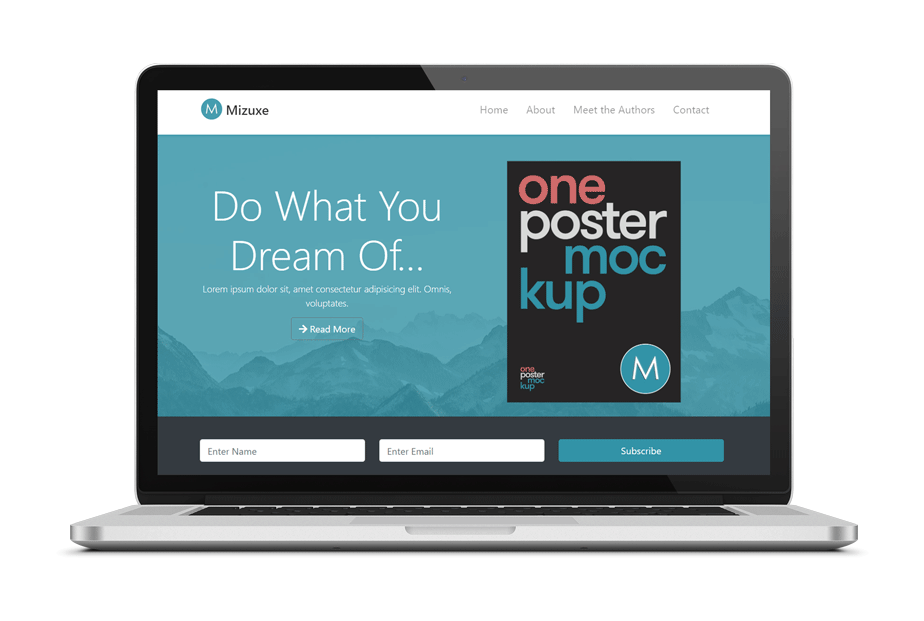 M Mizuxe
Home About Meet the Authors Contact
Do What You
Dream Of...
Lorem ipsum dolor sit, amet consectetur adipisicing elit. Omnis,
voluptates.
Read More
one
poster
moc
kup
one
poster
moc
kup
M
Enter Name
Enter Email
Subscribe